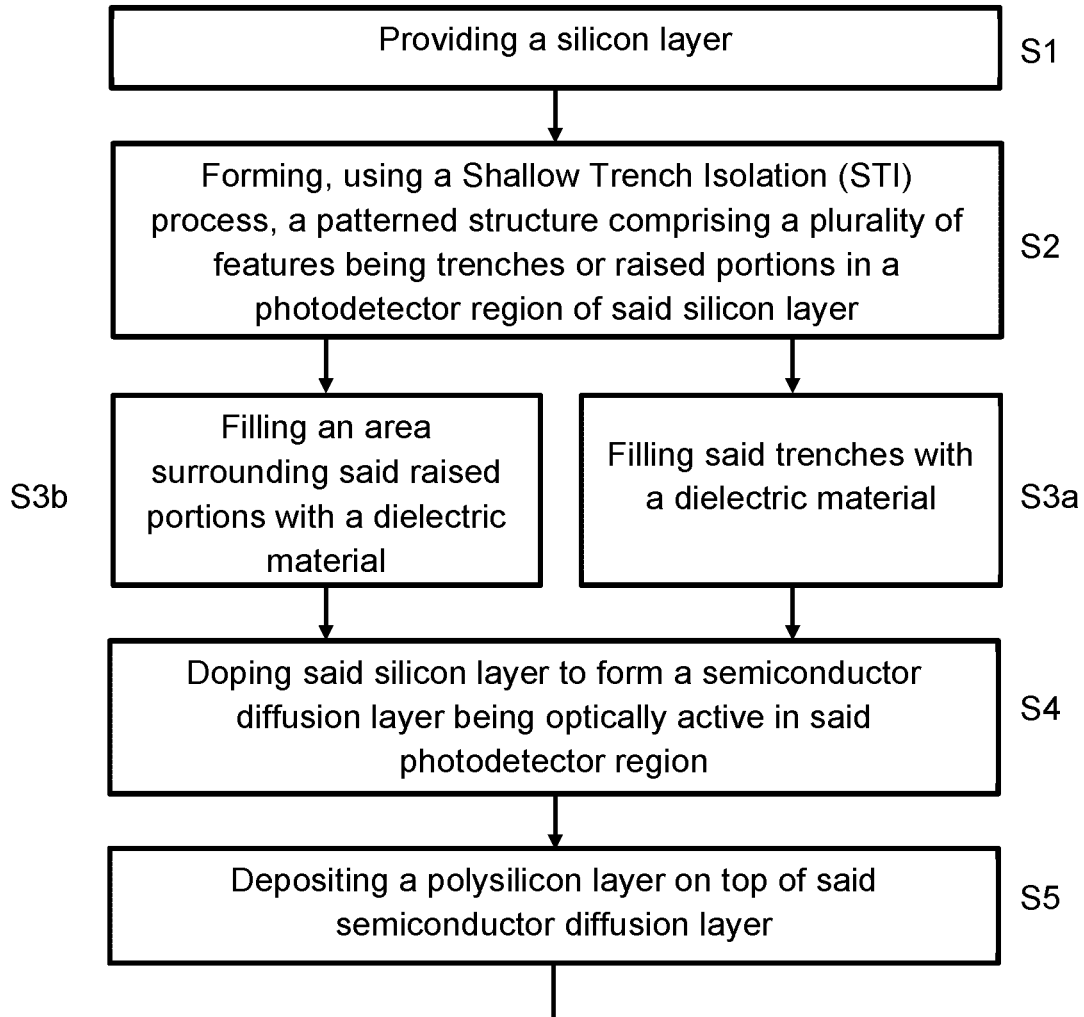 Providing a silicon layer
S1
Forming, using a Shallow Trench Isolation (STI)
process, a patterned structure comprising a plurality of
features being trenches or raised portions in a
photodetector region of said silicon layer
S2
S3b
Filling an area
surrounding said raised
portions with a dielectric
material
Filling said trenches with
a dielectric material
S3a
Doping said silicon layer to form a semiconductor
diffusion layer being optically active in said
photodetector region
S4
Depositing a polysilicon layer on top of said
semiconductor diffusion layer
S5